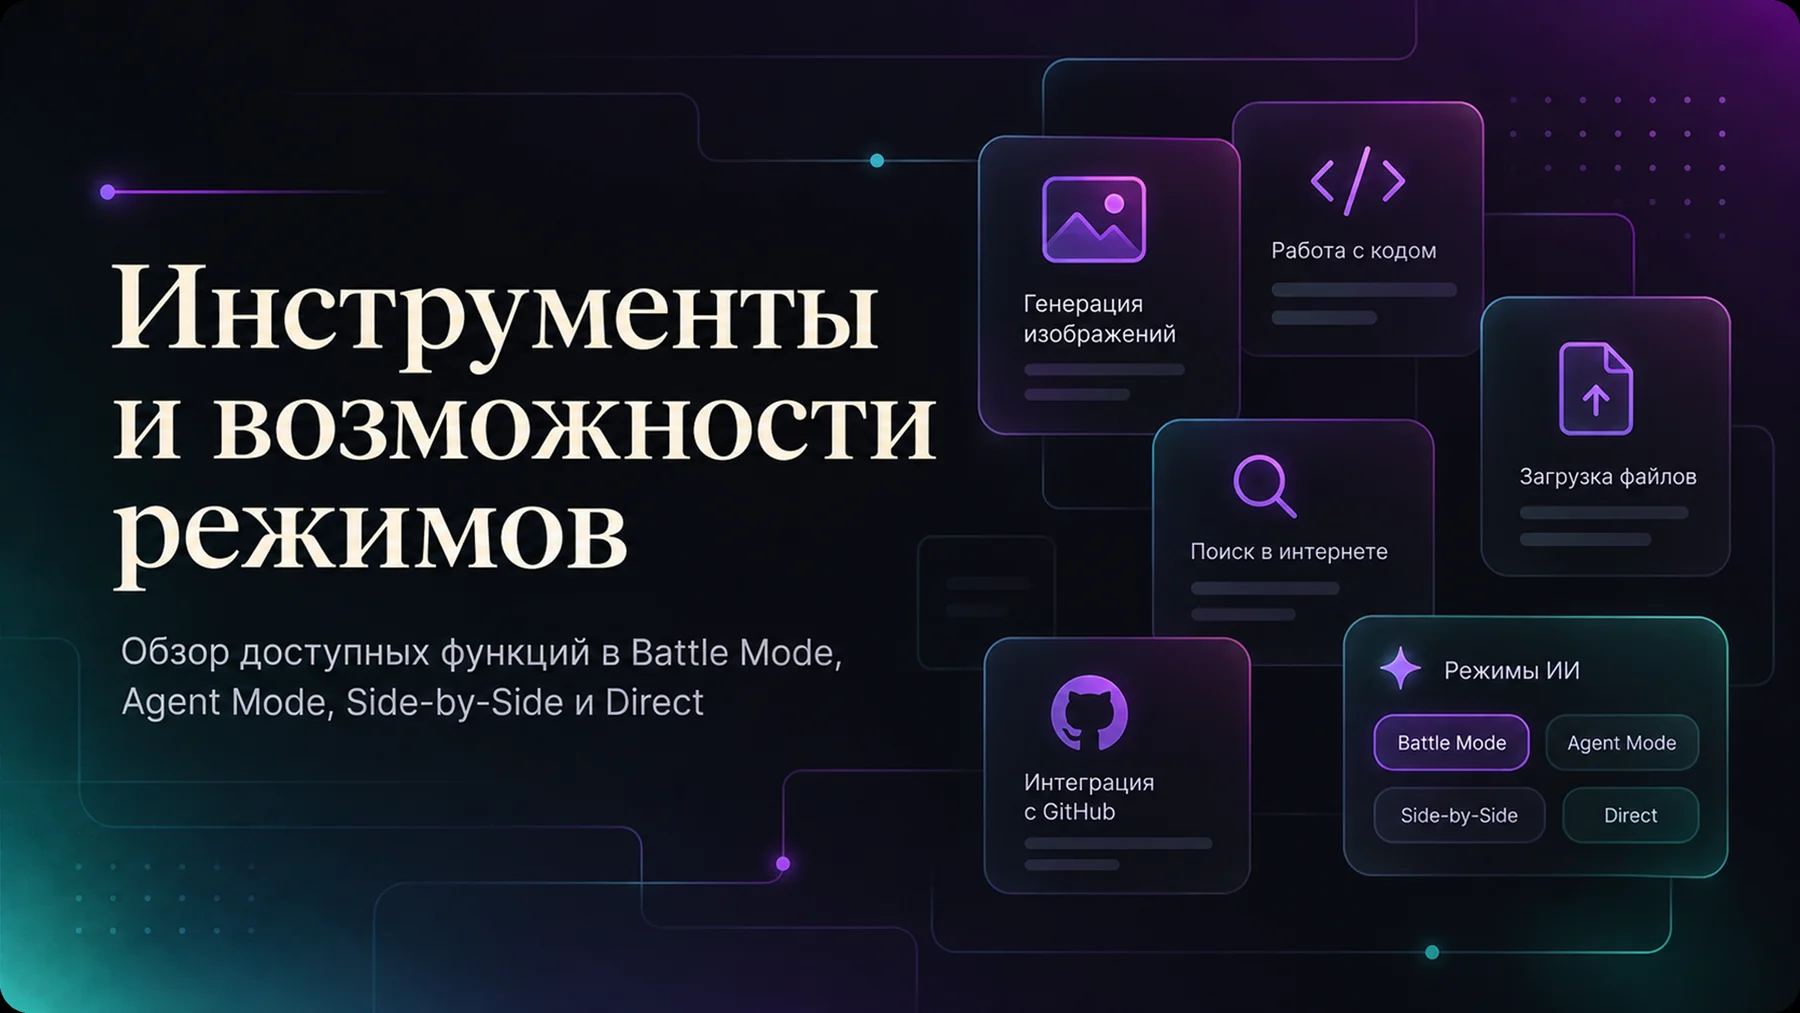 Инструменты
и возможности
режимов
Обзор доступных функций в Battle Mode,
Agent Mode, Side-by-Side и Direct
Генерация
изображений
Работа с кодом
Загрузка файлов
Поиск в интернете
Интеграция
с GitHub
Режимы ИИ
Battle Mode
Agent Mode
Side-by-Side
Direct